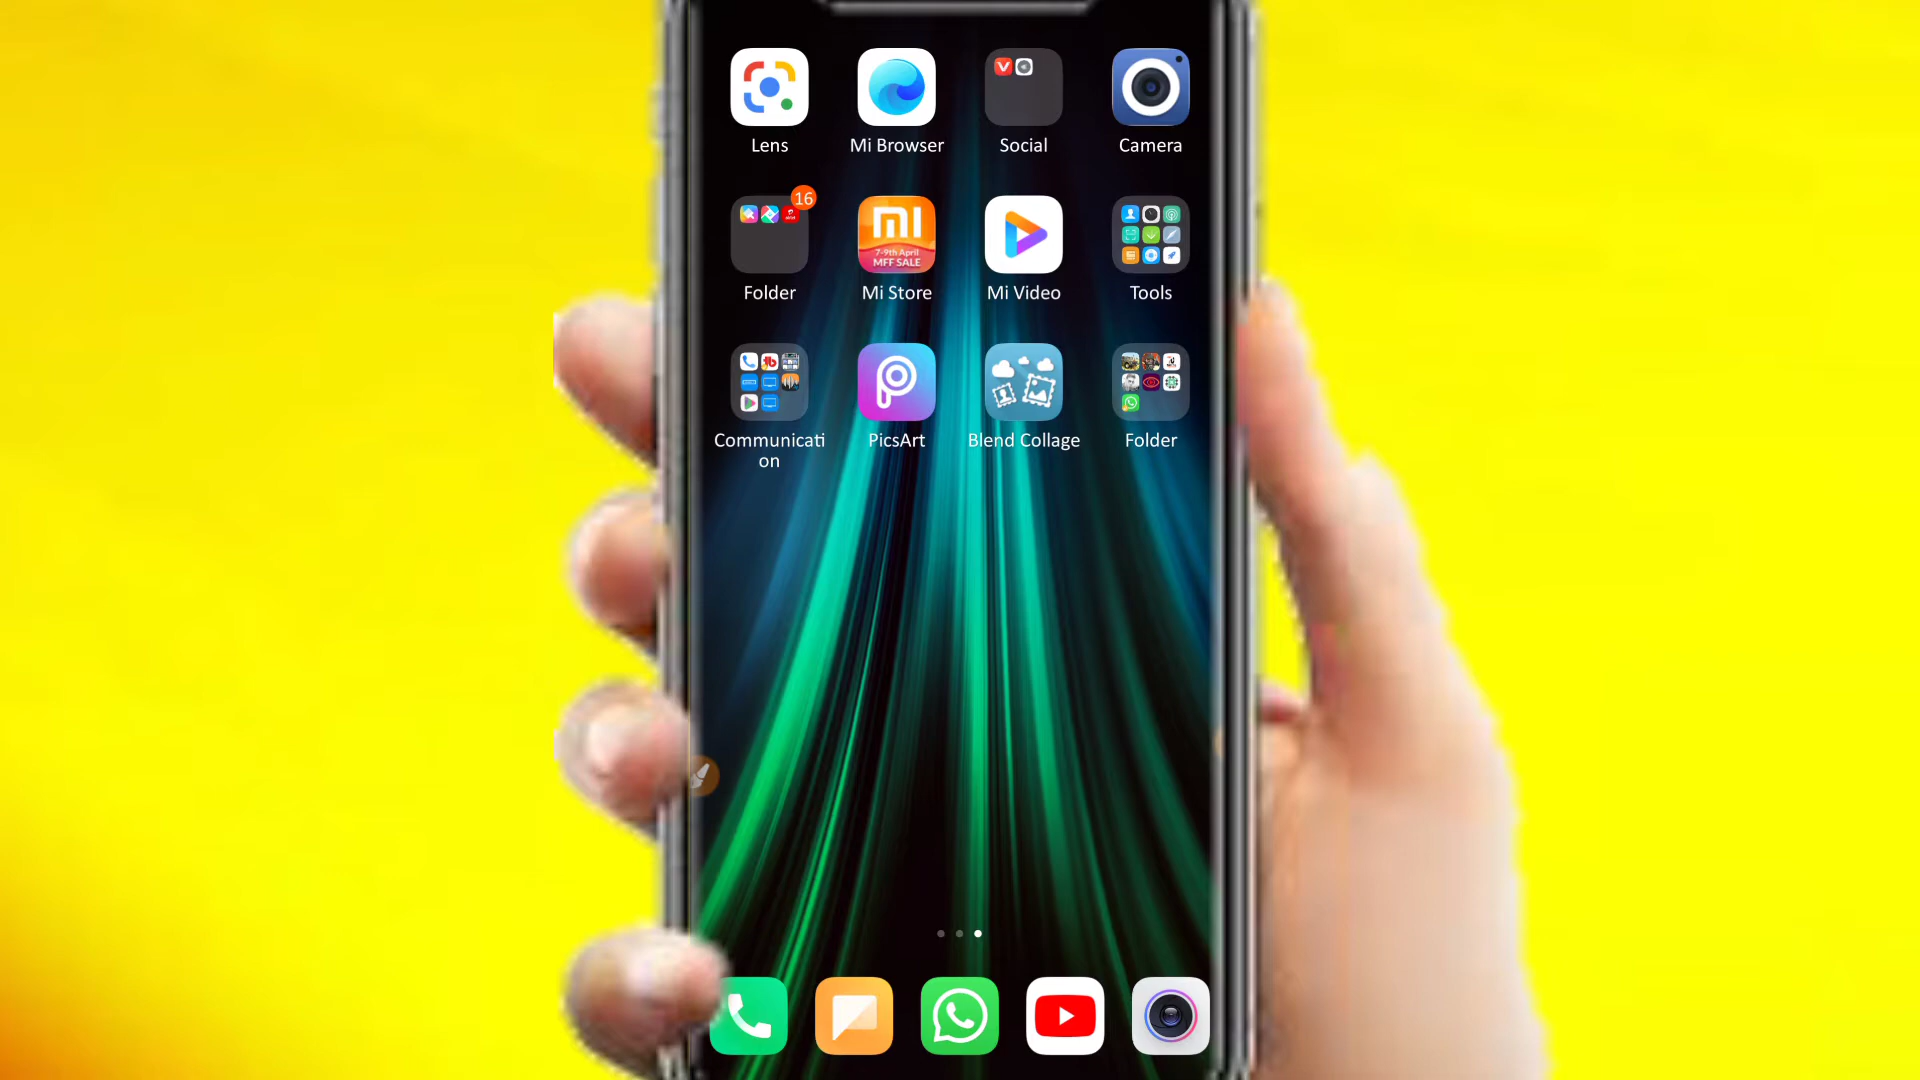 Lens
Mi Browser
Social
Camera
16
7-9th April
MFF SALE
Folder
Mi Store
Mi Video
Tools
Communicati
on
PicsArt
Blend Collage
Folder